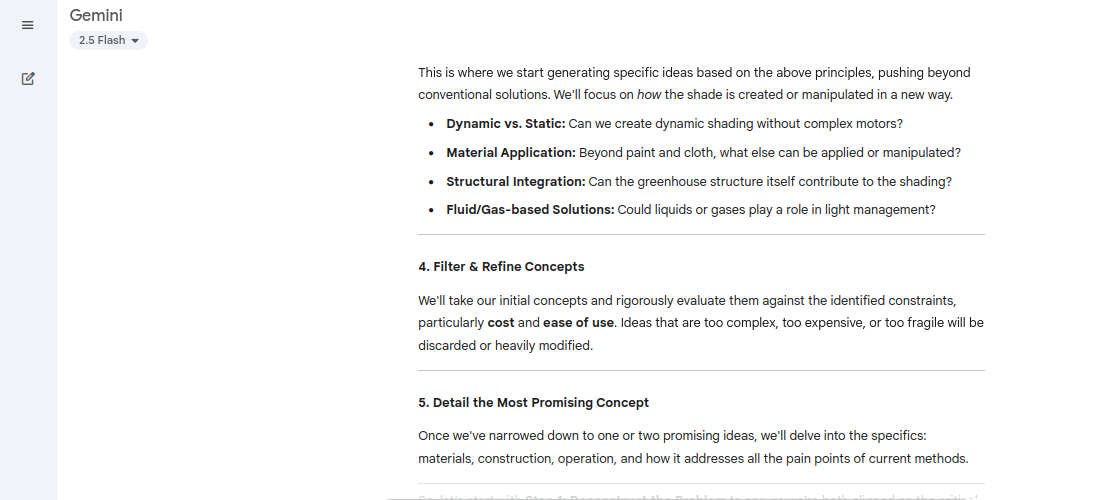 Gemini
2.5 Flash
This is where we start generating specific ideas based on the above principles, pushing beyond
conventional solutions. We'll focus on how the shade is created or manipulated in a new way.
• Dynamic vs. Static: Can we create dynamic shading without complex motors?
• Material Application: Beyond paint and cloth, what else can be applied or manipulated?
• Structural Integration: Can the greenhouse structure itself contribute to the shading?
• Fluid/Gas-based Solutions: Could liquids or gases play a role in light management?
4. Filter & Refine Concepts
We'll take our initial concepts and rigorously evaluate them against the identified constraints,
particularly cost and ease of use. Ideas that are too complex, too expensive, or too fragile will be
discarded or heavily modified.
5. Detail the Most Promising Concept
Once we've narrowed down to one or two promising ideas, we'll delve into the specifics:
materials, construction, operation, and how it addresses all the pain points of current methods.